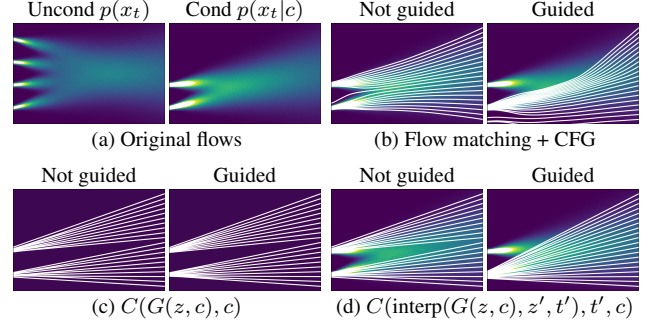 Uncond p(x_t) Cond p(x_t|c) Not guided Guided
(a) Original flows (b) Flow matching + CFG
Not guided Guided Not guided Guided
(c) C(G(z, c), c) (d) C(interp(G(z, c), z′, t′), t′, c)